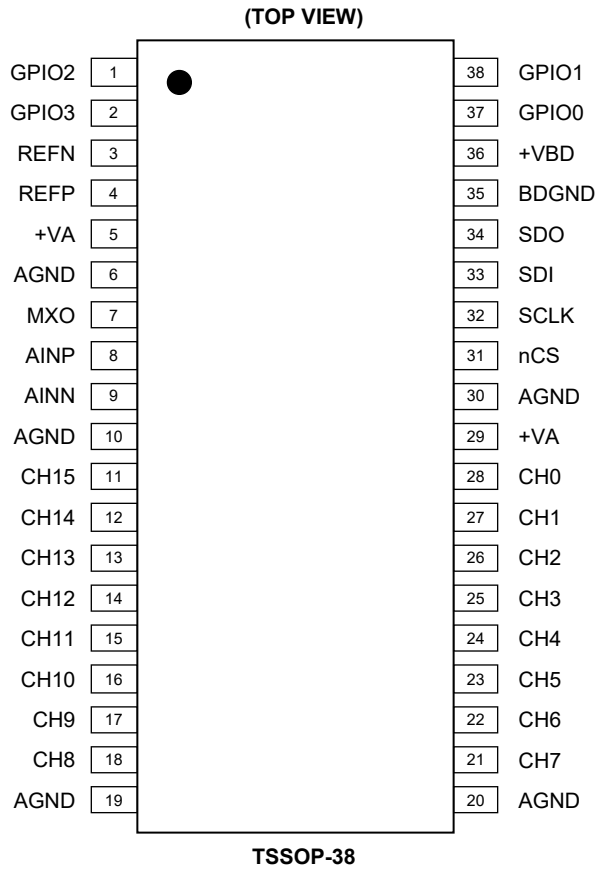 (TOP VIEW)
GPIO2 1 38 GPIO1
GPIO3 2 37 GPIO0
REFN 3 36 +VBD
REFP 4 35 BDGND
+VA 5 34 SDO
AGND 6 33 SDI
MXO 7 32 SCLK
AINP 8 31 nCS
AINN 9 30 AGND
AGND 10 29 +VA
CH15 11 28 CH0
CH14 12 27 CH1
CH13 13 26 CH2
CH12 14 25 CH3
CH11 15 24 CH4
CH10 16 23 CH5
CH9 17 22 CH6
CH8 18 21 CH7
AGND 19 20 AGND
TSSOP-38